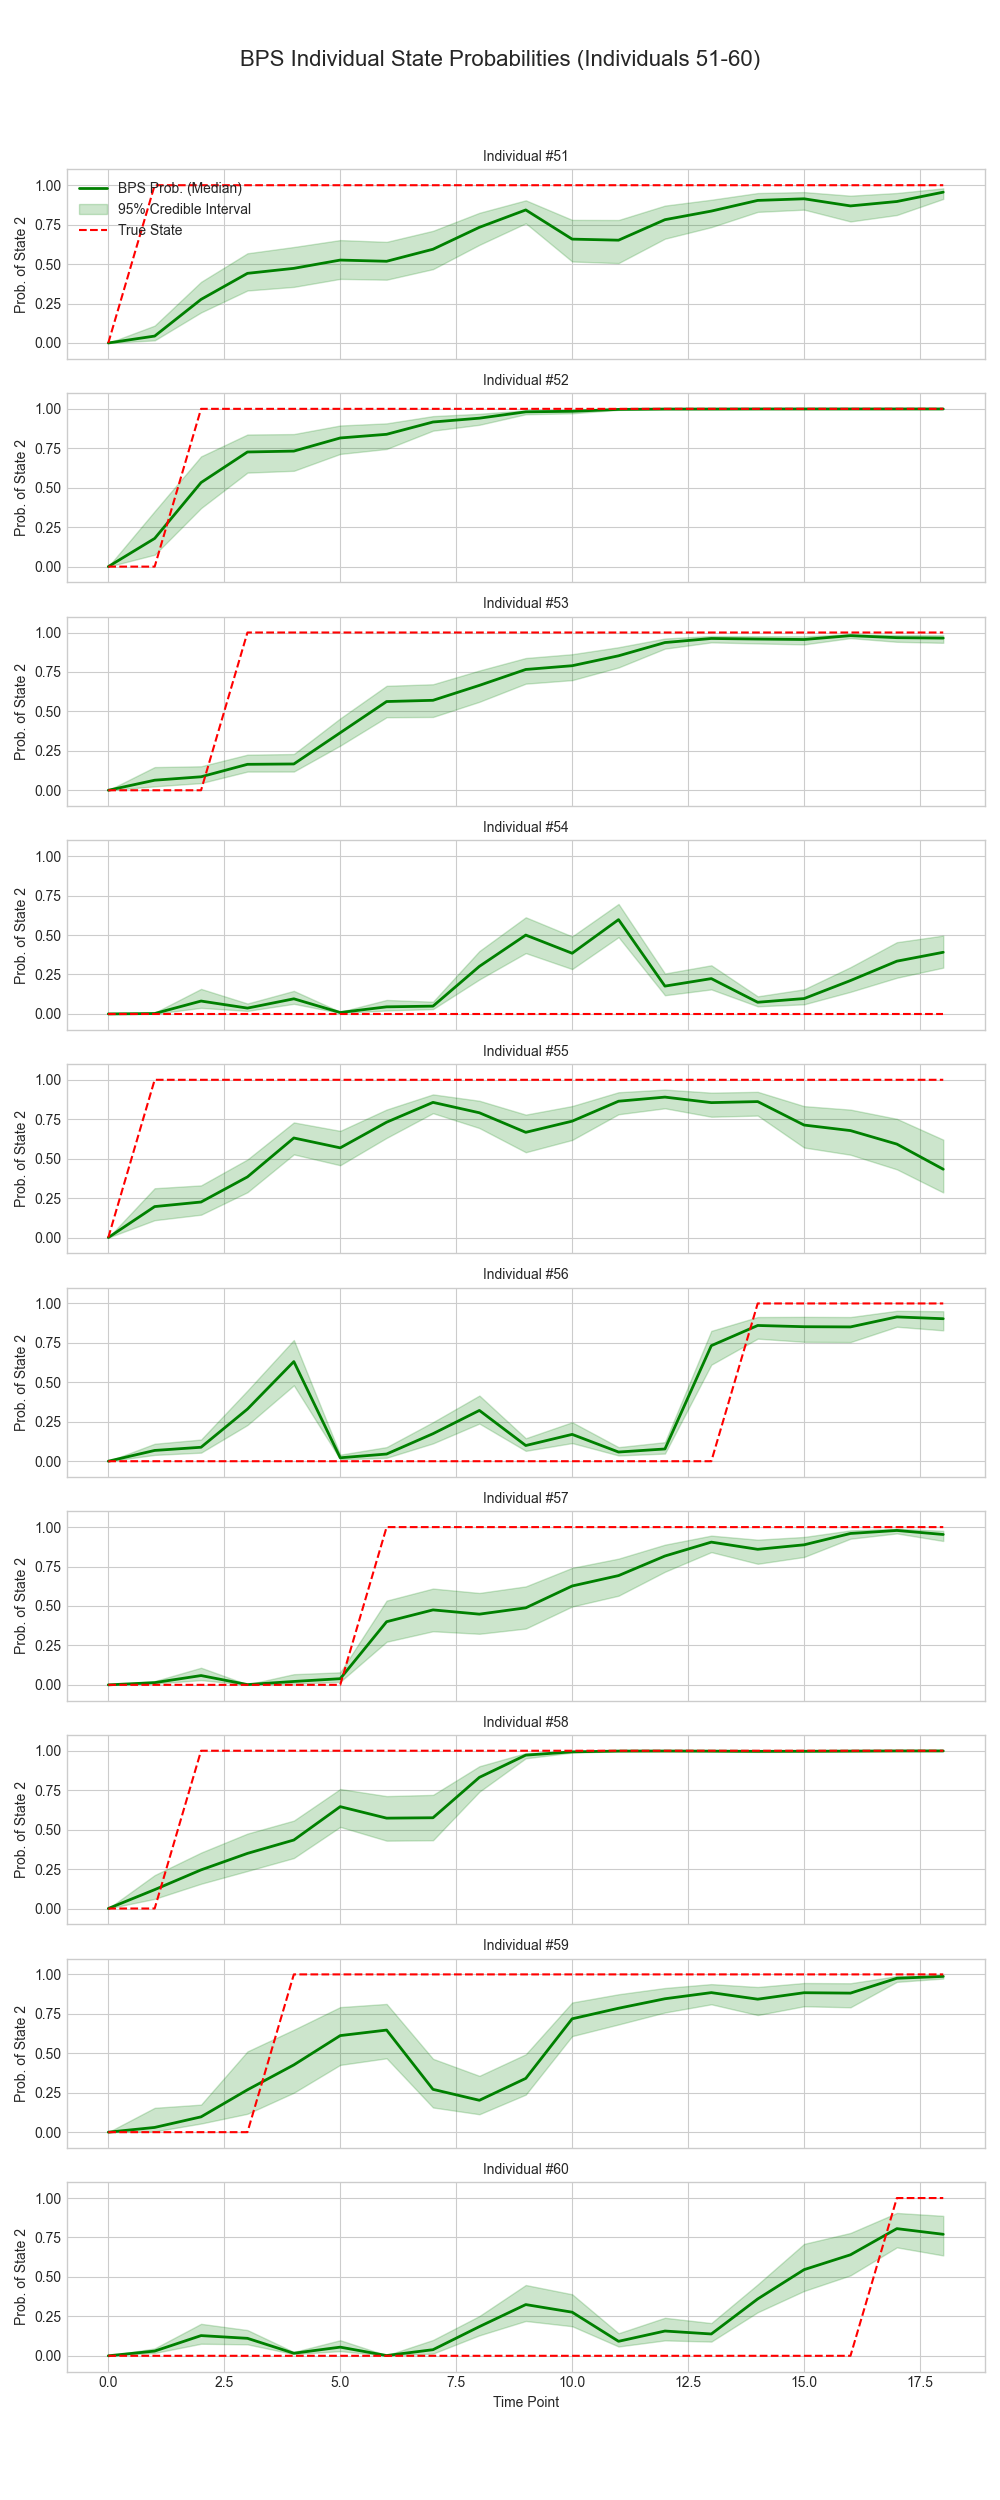 BPS Individual State Probabilities (Individuals 51-60)
Individual #51
1.00
0.75
0.50
0.25
0.00
Prob. of State 2
BPS Prob. (Median)
95% Credible Interval
True State
Individual #52
1.00
0.75
0.50
0.25
0.00
Prob. of State 2
Individual #53
1.00
0.75
0.50
0.25
0.00
Prob. of State 2
Individual #54
1.00
0.75
0.50
0.25
0.00
Prob. of State 2
Individual #55
1.00
0.75
0.50
0.25
0.00
Prob. of State 2
Individual #56
1.00
0.75
0.50
0.25
0.00
Prob. of State 2
Individual #57
1.00
0.75
0.50
0.25
0.00
Prob. of State 2
Individual #58
1.00
0.75
0.50
0.25
0.00
Prob. of State 2
Individual #59
1.00
0.75
0.50
0.25
0.00
Prob. of State 2
Individual #60
1.00
0.75
0.50
0.25
0.00
Prob. of State 2
0.0 2.5 5.0 7.5 10.0 12.5 15.0 17.5
Time Point